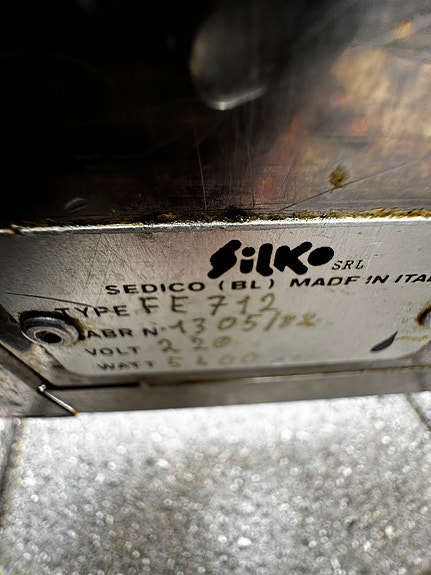 Silko SRL
SEDICO (BL) MADE IN ITA
TYPE FE 712
FABR N. 1305/88
VOLT 220
WATT